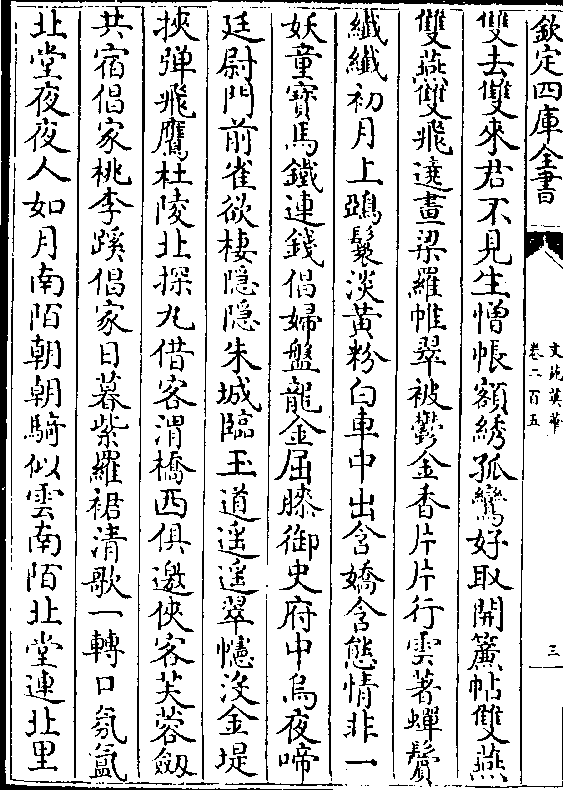 欽定四庫全書
文苑英華
卷二百五
三
雙去雙來君不見生憎帳額綉孤鸞好取開簾帖雙燕
雙燕雙飛遶畫梁羅帷翠被鬱金香片片行雲著蟬鬢
纖纖初月上鵶鬟淡黄粉白車中出含嬌含態情非一
妖童寶馬鐵連錢倡婦盤龍金屈膝御史府中烏夜啼
廷尉門前雀欲棲隱隱朱城臨玉道遥遥翠幰沒金堤
挾弹飛鷹杜陵北探九借客渭橋西俱邀俠客芙蓉劔
共宿倡家桃李蹊倡家日暮紫羅裙清歌一轉口氛氲
北堂夜夜人如月南陌朝朝騎似雲南陌北堂連北里